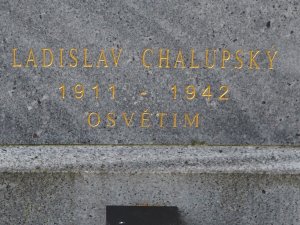 LADISLAV CHALUPSKY
1911 - 1942
OSVĚTIM